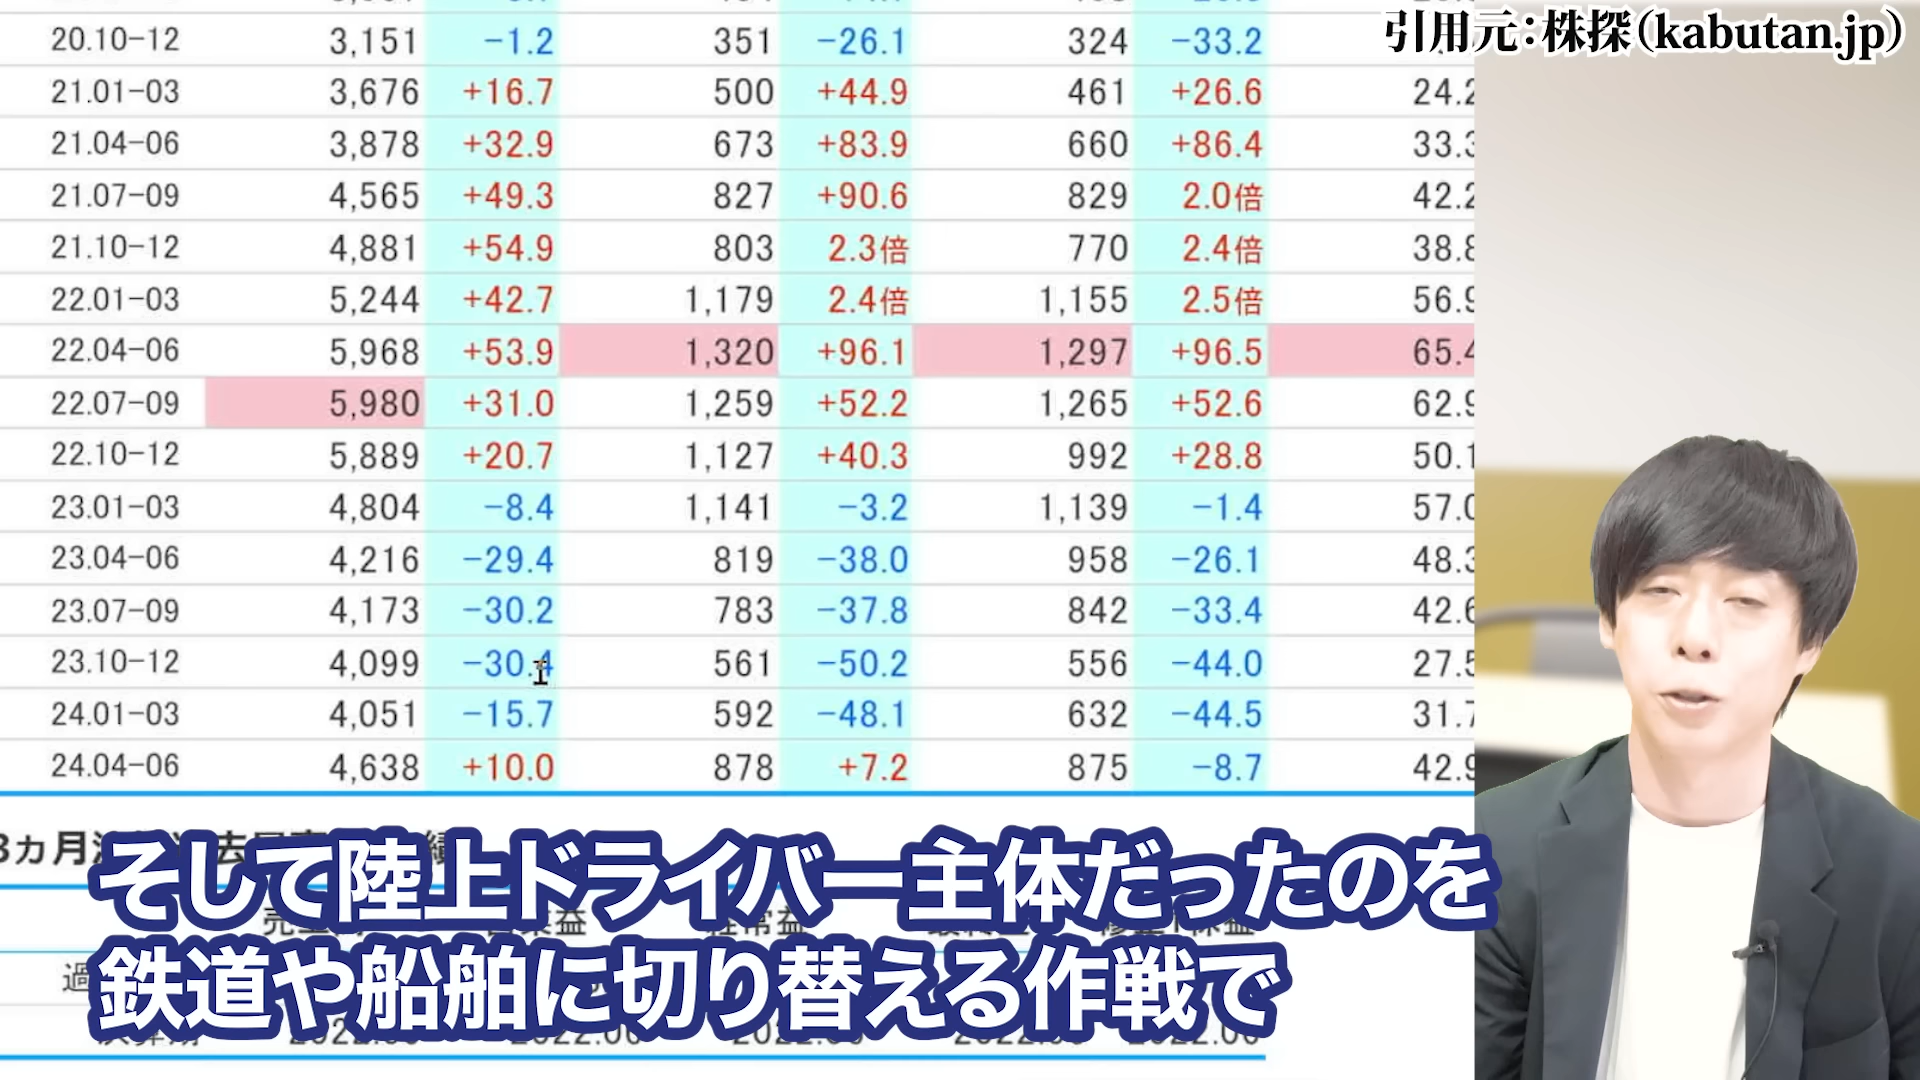 引用元：株探（kabutan.jp）
20.10-12 3,151 -1.2 351 -26.1 324 -33.2
21.01-03 3,676 +16.7 500 +44.9 461 +26.6 24.2
21.04-06 3,878 +32.9 673 +83.9 660 +86.4 33.3
21.07-09 4,565 +49.3 827 +90.6 829 2.0倍 42.2
21.10-12 4,881 +54.9 803 2.3倍 770 2.4倍 38.8
22.01-03 5,244 +42.7 1,179 2.4倍 1,155 2.5倍 56.9
22.04-06 5,968 +53.9 1,320 +96.1 1,297 +96.5 65.4
22.07-09 5,980 +31.0 1,259 +52.2 1,265 +52.6 62.9
22.10-12 5,889 +20.7 1,127 +40.3 992 +28.8 50.1
23.01-03 4,804 -8.4 1,141 -3.2 1,139 -1.4 57.0
23.04-06 4,216 -29.4 819 -38.0 958 -26.1 48.3
23.07-09 4,173 -30.2 783 -37.8 842 -33.4 42.6
23.10-12 4,099 -30.4 561 -50.2 556 -44.0 27.5
24.01-03 4,051 -15.7 592 -48.1 632 -44.5 31.7
24.04-06 4,638 +10.0 878 +7.2 875 -8.7 42.9
3ヵ月
そして陸上ドライバー主体だったのを
鉄道や船舶に切り替える作戦で